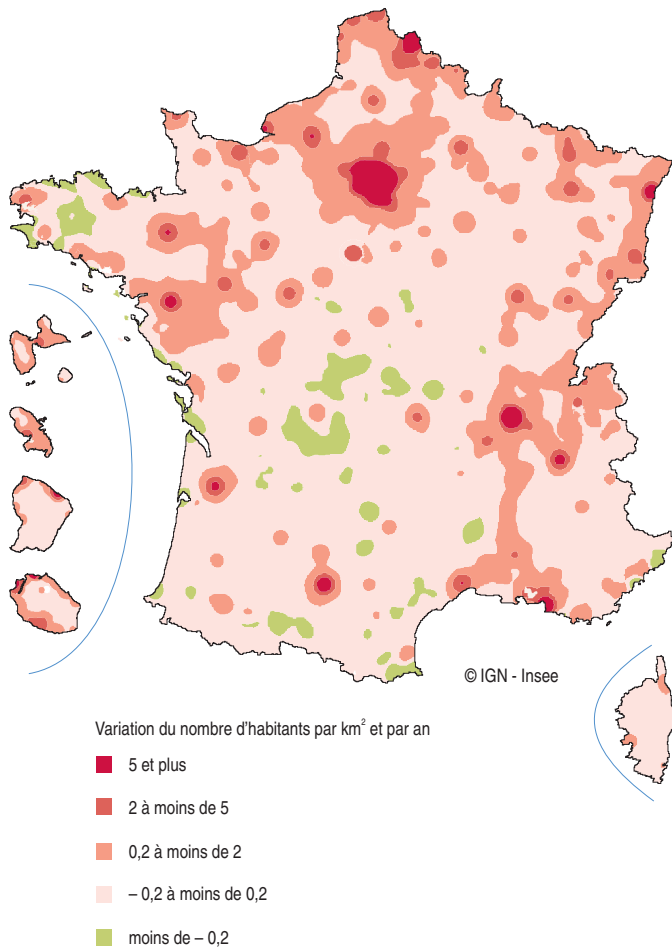 © IGN - Insee
Variation du nombre d’habitants par km² et par an
5 et plus
2 à moins de 5
0,2 à moins de 2
– 0,2 à moins de 0,2
moins de – 0,2